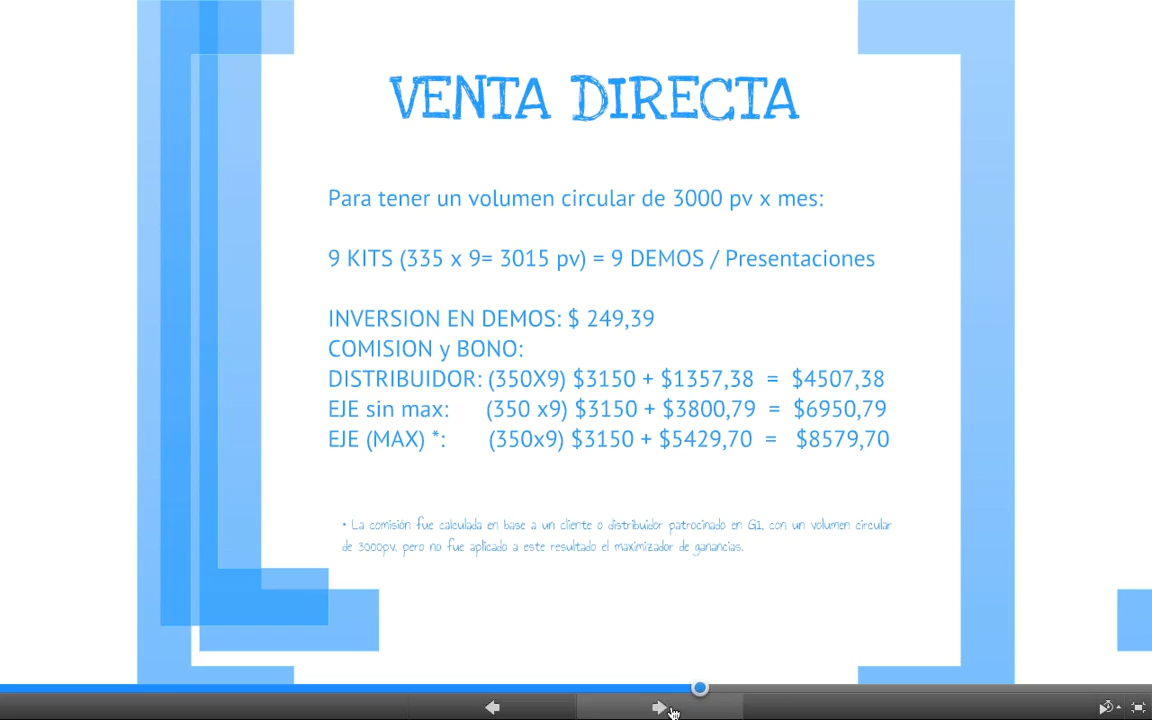 VENTA DIRECTA
Para tener un volumen circular de 3000 pv x mes:
9 KITS (335 x 9= 3015 pv) = 9 DEMOS / Presentaciones
INVERSION EN DEMOS: $ 249,39
COMISION y BONO:
DISTRIBUIDOR: (350X9) $3150 + $1357,38 = $4507,38
EJE sin max: (350 x9) $3150 + $3800,79 = $6950,79
EJE (MAX) *: (350x9) $3150 + $5429,70 = $8579,70
* La comisión fue calculada en base a un cliente o distribuidor patrocinado en G1, con un volumen circular
de 3000pv, pero no fue aplicado a este resultado el maximizador de ganancias.